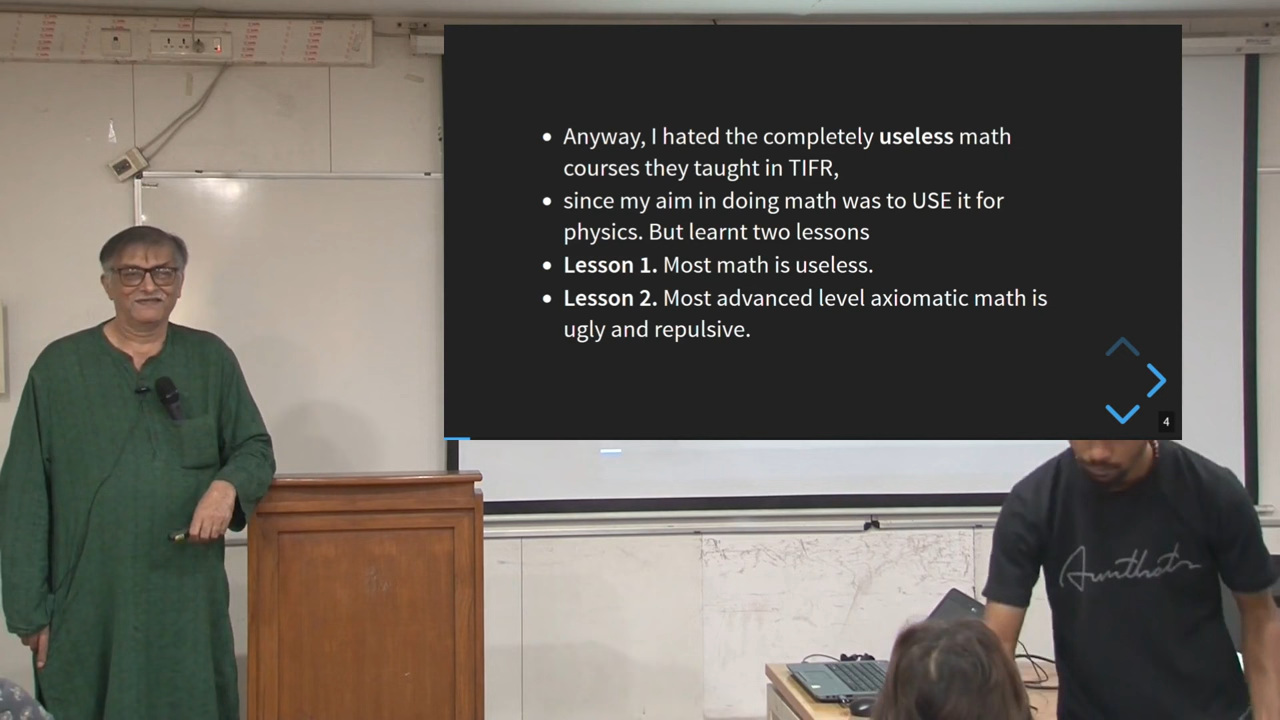 Anyway, I hated the completely useless math
courses they taught in TIFR,
since my aim in doing math was to USE it for
physics. But learnt two lessons
Lesson 1. Most math is useless.
Lesson 2. Most advanced level axiomatic math is
ugly and repulsive.
4